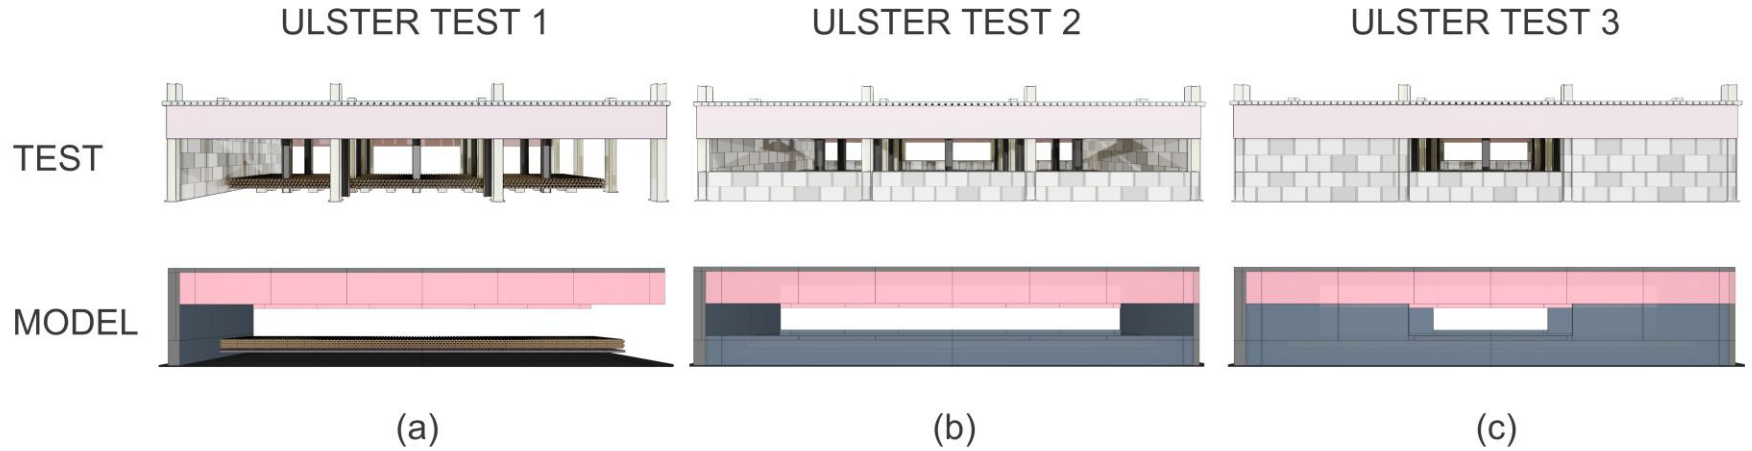 ULSTER TEST 1
ULSTER TEST 2
ULSTER TEST 3
TEST
MODEL
(a)
(b)
(c)